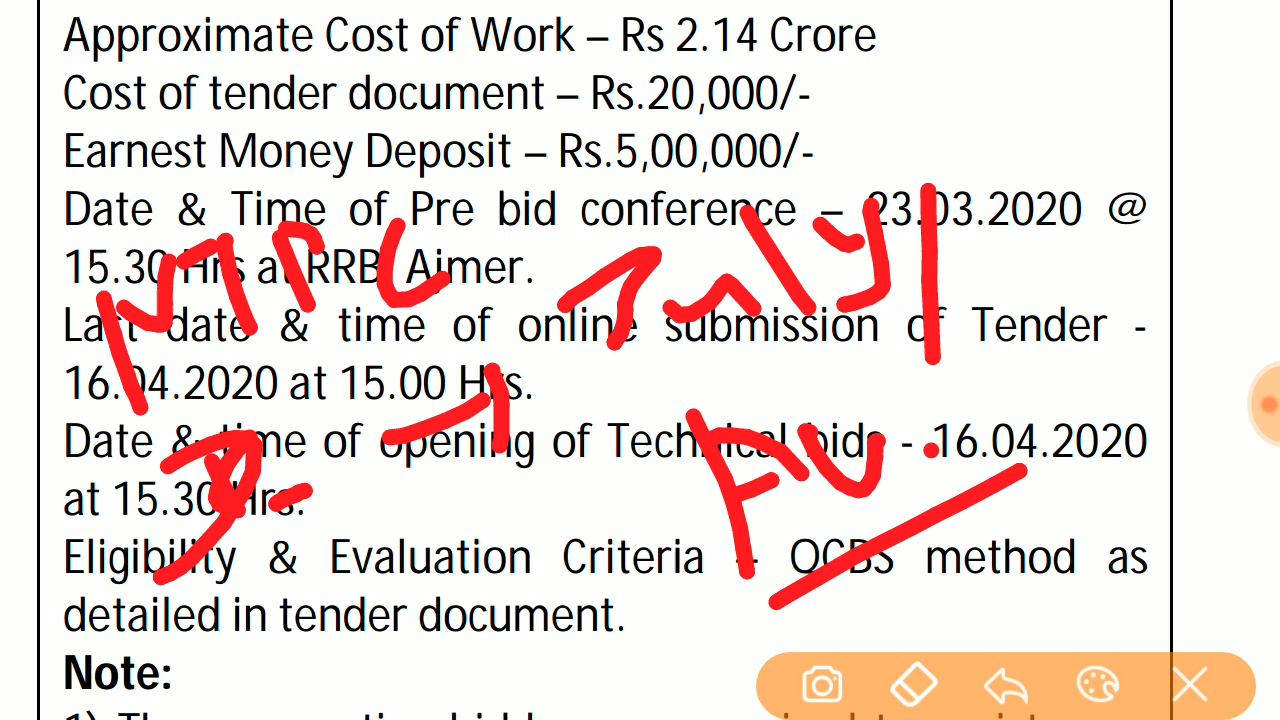 Approximate Cost of Work – Rs 2.14 Crore
Cost of tender document – Rs.20,000/-
Earnest Money Deposit – Rs.5,00,000/-
Date & Time of Pre bid conference – 23.03.2020 @
15.30 Hrs at RRB, Ajmer.
NTPC July
Last date & time of online submission of Tender -
16.04.2020 at 15.00 Hrs.
Date & time of opening of Technical bids - 16.04.2020
at 15.30 Hrs.
Eligibility & Evaluation Criteria – QCBS method as
detailed in tender document.
Note: